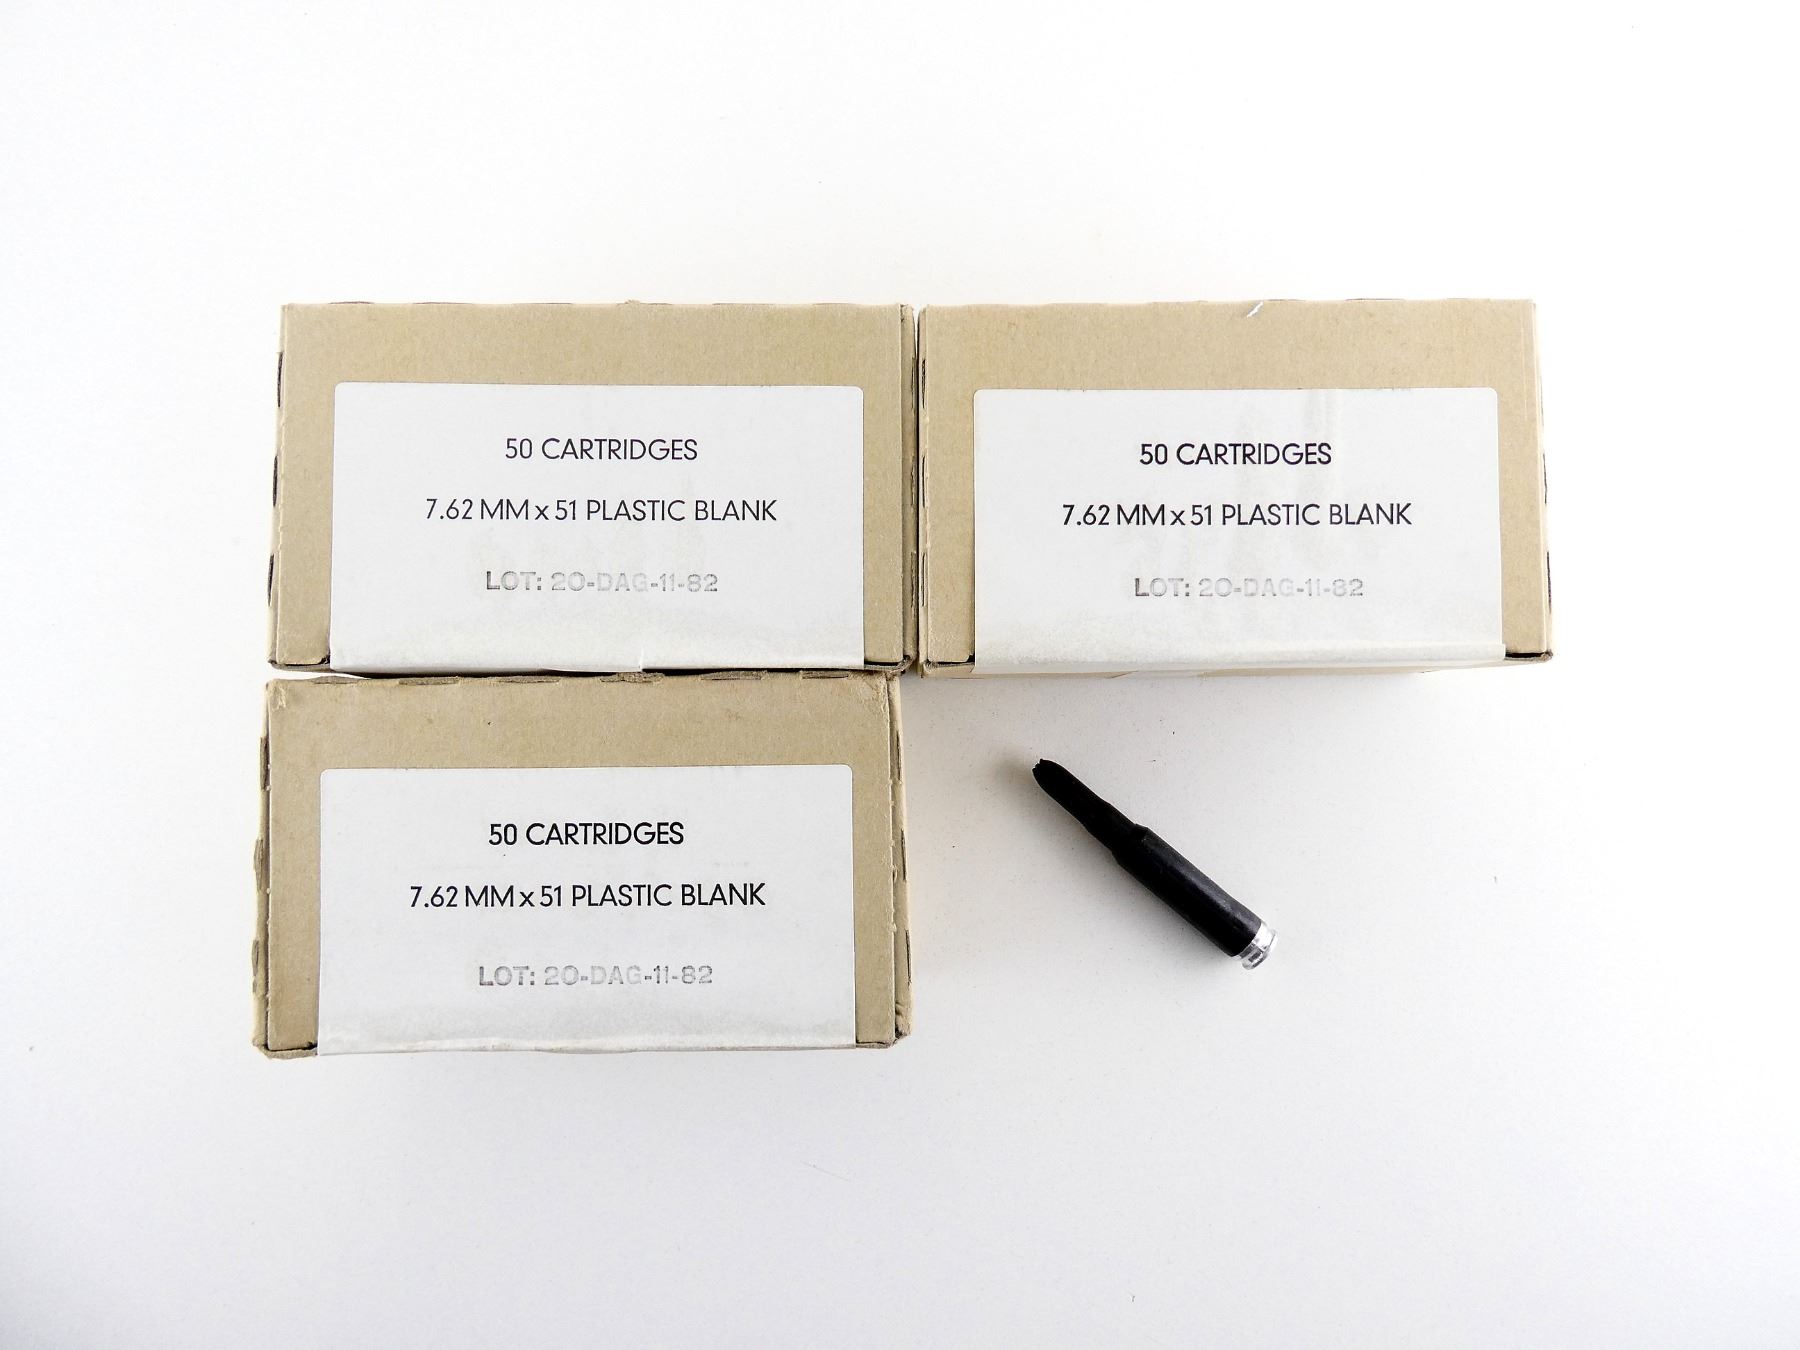 50 CARTRIDGES
7.62 MM x 51 PLASTIC BLANK
LOT: 20-DAG-11-82
50 CARTRIDGES
7.62 MM x 51 PLASTIC BLANK
LOT: 20-DAG-11-82
50 CARTRIDGES
7.62 MM x 51 PLASTIC BLANK
LOT: 20-DAG-11-82